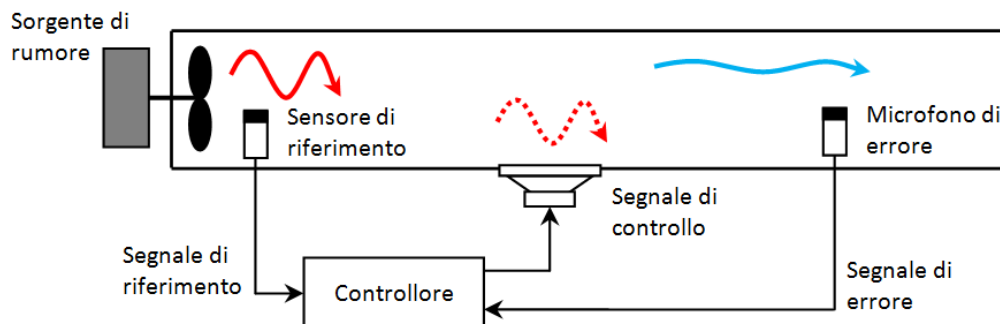 Sorgente di
rumore
Sensore di
riferimento
Microfono di
errore
Segnale di
controllo
Segnale di
riferimento
Controllore
Segnale di
errore